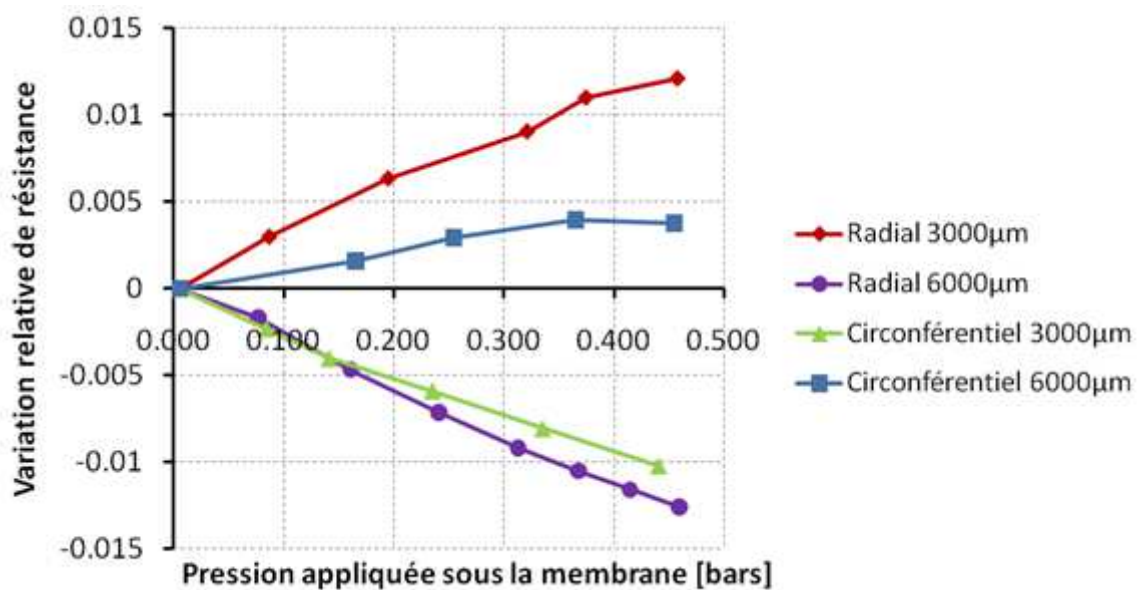 0.015
0.01
0.005
0
-0.005
-0.01
-0.015
Variation relative de résistance
0.000 0.100 0.200 0.300 0.400 0.500
Pression appliquée sous la membrane [bars]
Radial 3000µm
Radial 6000µm
Circonférentiel 3000µm
Circonférentiel 6000µm